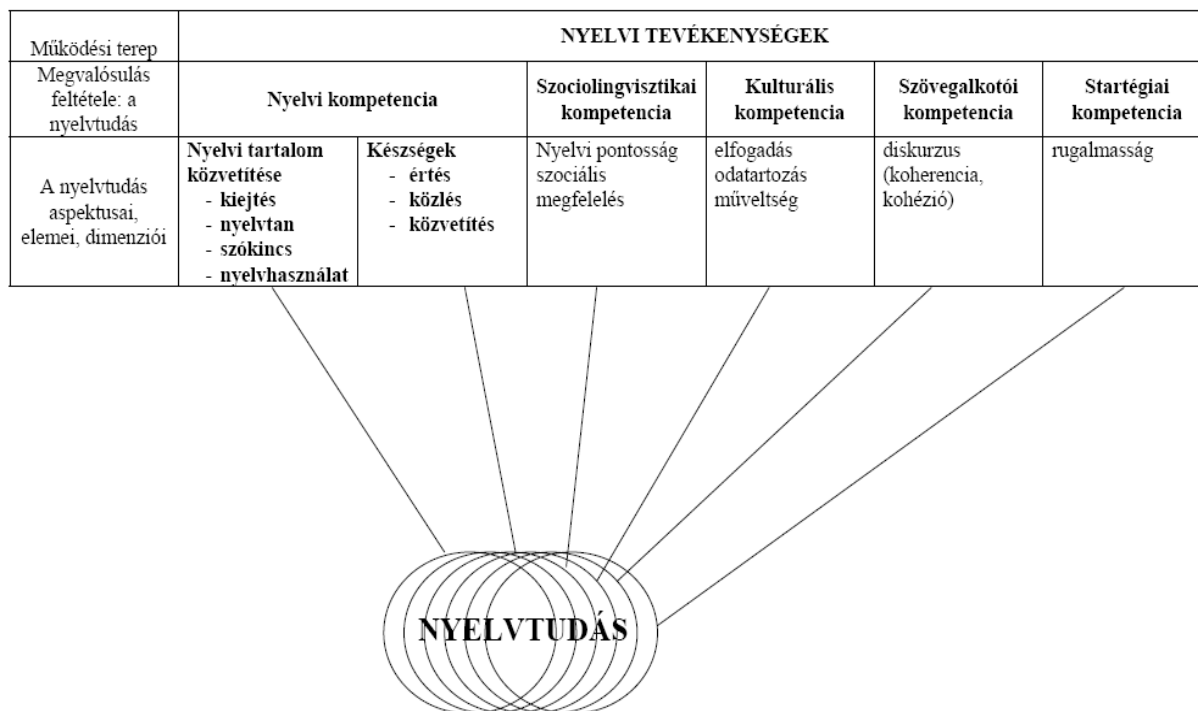 Működési terep
NYELVI TEVÉKENYSÉGEK
Megvalósulás
feltétele: a
nyelvtudás
Nyelvi kompetencia
Szociolingvisztikai
kompetencia
Kulturális
kompetencia
Szövegalkotói
kompetencia
Startégiai
kompetencia
A nyelvtudás
aspektusai,
elemei, dimenziói
Nyelvi tartalom
közvetítése
- kiejtés
- nyelvtan
- szókincs
- nyelvhasználat
Készségek
- értés
- közlés
- közvetítés
Nyelvi pontosság
szociális
megfelelés
elfogadás
odatartozás
műveltség
diskurzus
(koherencia,
kohézió)
rugalmasság
NYELVTUDÁS